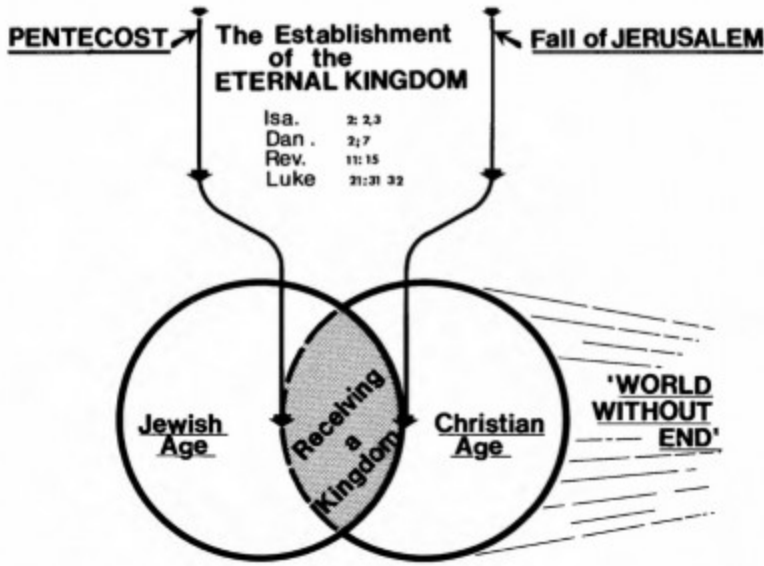 PENTECOST
The Establishment
of the
ETERNAL KINGDOM
Isa. 2: 2,3
Dan . 2;7
Rev. 11: 15
Luke 21:31 32
Fall of JERUSALEM
Jewish
Age
Receiving
a
Kingdom
Christian
Age
'WORLD
WITHOUT
END'